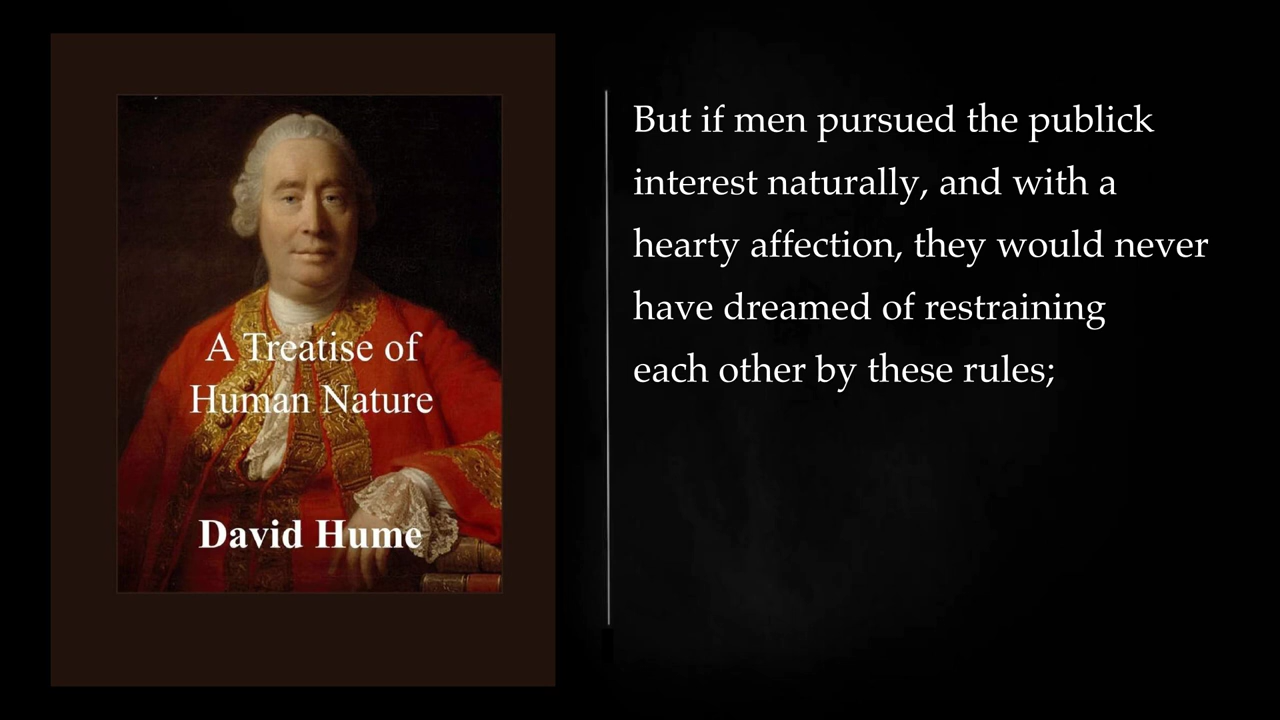 A Treatise of
Human Nature
David Hume
But if men pursued the publick
interest naturally, and with a
hearty affection, they would never
have dreamed of restraining
each other by these rules;